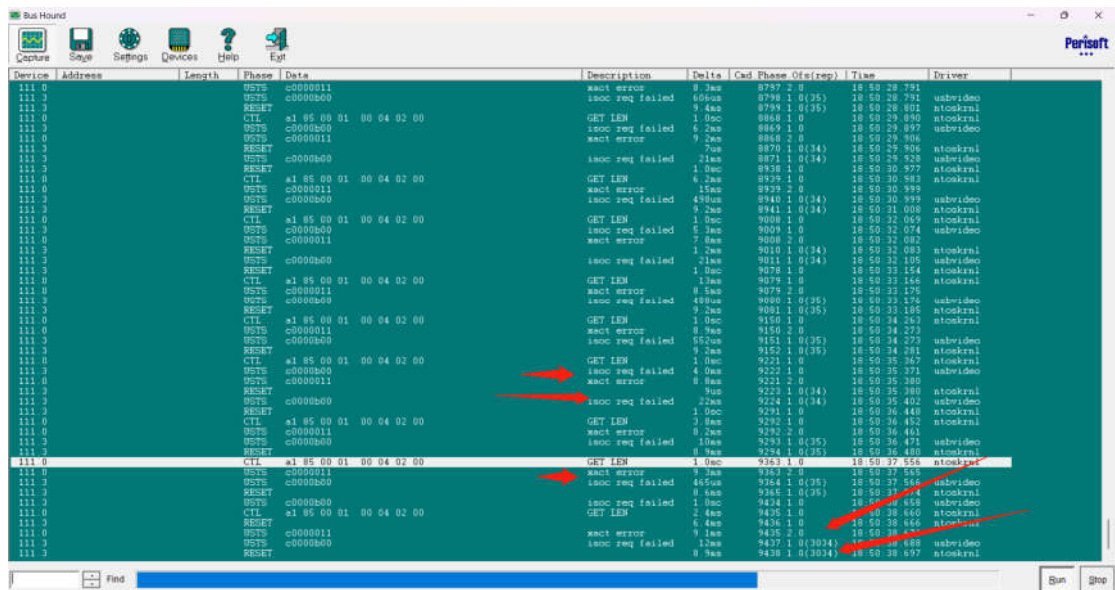 Bus Hound
Capture Save Settings Devices Help Exit
Perisoft
Device Address Length Phase Data Description Delta Cmd.Phase.Ofs(rep) Time Driver
111.0 USTS c0000011 xact error 8.3ms 8797.2.0 18:50:28.791
111.3 USTS c0000b00 isoc req failed 606us 8798.1.0(35) 18:50:28.791 usbvideo
111.3 RESET 9.4ms 8799.1.0(35) 18:50:28.801 ntoskrnl
111.0 CTL a1 85 00 01 00 04 02 00 GET LEN 1.0sc 8868.1.0 18:50:29.890 ntoskrnl
111.3 USTS c0000b00 isoc req failed 6.2ms 8869.1.0 18:50:29.897 usbvideo
111.0 USTS c0000011 xact error 9.2ms 8868.2.0 18:50:29.906
111.3 RESET 7us 8870.1.0(34) 18:50:29.906 ntoskrnl
111.3 USTS c0000b00 isoc req failed 21ms 8871.1.0(34) 18:50:29.928 usbvideo
111.3 RESET 1.0sc 8938.1.0 18:50:30.977 ntoskrnl
111.0 CTL a1 85 00 01 00 04 02 00 GET LEN 6.2ms 8939.1.0 18:50:30.983 ntoskrnl
111.0 USTS c0000011 xact error 15ms 8939.2.0 18:50:30.999
111.3 USTS c0000b00 isoc req failed 490us 8940.1.0(34) 18:50:30.999 usbvideo
111.3 RESET 9.2ms 8941.1.0(34) 18:50:31.008 ntoskrnl
111.0 CTL a1 85 00 01 00 04 02 00 GET LEN 1.0sc 9008.1.0 18:50:32.069 ntoskrnl
111.3 USTS c0000b00 isoc req failed 5.3ms 9009.1.0 18:50:32.074 usbvideo
111.0 USTS c0000011 xact error 7.8ms 9008.2.0 18:50:32.082
111.3 RESET 1.2ms 9010.1.0(34) 18:50:32.083 ntoskrnl
111.3 USTS c0000b00 isoc req failed 21ms 9011.1.0(34) 18:50:32.105 usbvideo
111.3 RESET 1.0sc 9078.1.0 18:50:33.154 ntoskrnl
111.0 CTL a1 85 00 01 00 04 02 00 GET LEN 13ms 9079.1.0 18:50:33.166 ntoskrnl
111.0 USTS c0000011 xact error 8.5ms 9079.2.0 18:50:33.175
111.3 USTS c0000b00 isoc req failed 480us 9080.1.0(35) 18:50:33.176 usbvideo
111.3 RESET 9.2ms 9081.1.0(35) 18:50:33.185 ntoskrnl
111.0 CTL a1 85 00 01 00 04 02 00 GET LEN 1.0sc 9150.1.0 18:50:34.263 ntoskrnl
111.0 USTS c0000011 xact error 8.9ms 9150.2.0 18:50:34.273
111.3 USTS c0000b00 isoc req failed 552us 9151.1.0(35) 18:50:34.273 usbvideo
111.3 RESET 9.2ms 9152.1.0(35) 18:50:34.281 ntoskrnl
111.0 CTL a1 85 00 01 00 04 02 00 GET LEN 1.0sc 9221.1.0 18:50:35.367 ntoskrnl
111.3 USTS c0000b00 isoc req failed 4.0ms 9222.1.0 18:50:35.371 usbvideo
111.0 USTS c0000011 xact error 8.8ms 9221.2.0 18:50:35.380
111.3 RESET 9us 9223.1.0(34) 18:50:35.380 ntoskrnl
111.3 USTS c0000b00 isoc req failed 22ms 9224.1.0(34) 18:50:35.402 usbvideo
111.3 RESET 1.0sc 9291.1.0 18:50:36.448 ntoskrnl
111.0 CTL a1 85 00 01 00 04 02 00 GET LEN 3.8ms 9292.1.0 18:50:36.452 ntoskrnl
111.0 USTS c0000011 xact error 8.2ms 9292.2.0 18:50:36.461
111.3 USTS c0000b00 isoc req failed 10ms 9293.1.0(35) 18:50:36.471 usbvideo
111.3 RESET 8.9ms 9294.1.0(35) 18:50:36.480 ntoskrnl
111.0 CTL a1 85 00 01 00 04 02 00 GET LEN 1.0sc 9363.1.0 18:50:37.556 ntoskrnl
111.0 USTS c0000011 xact error 9.3ms 9363.2.0 18:50:37.565
111.3 USTS c0000b00 isoc req failed 465us 9364.1.0(35) 18:50:37.566 usbvideo
111.3 RESET 8.6ms 9365.1.0(35) ntoskrnl
111.3 USTS c0000b00 isoc req failed 1.0sc 9434.1.0 usbvideo
111.0 CTL a1 85 00 01 00 04 02 00 GET LEN 2.4ms 9435.1.0 18:50:38.660 ntoskrnl
111.3 RESET 6.4ms 9436.1.0 18:50:38.666
111.0 USTS c0000011 xact error 9.1ms 9435.2.0
111.3 USTS c0000b00 isoc req failed 12ms 9437.1.0(3034) usbvideo
111.3 RESET 8.9ms 9438.1.0(3034) 18:50:38.697 ntoskrnl
Find Run Stop